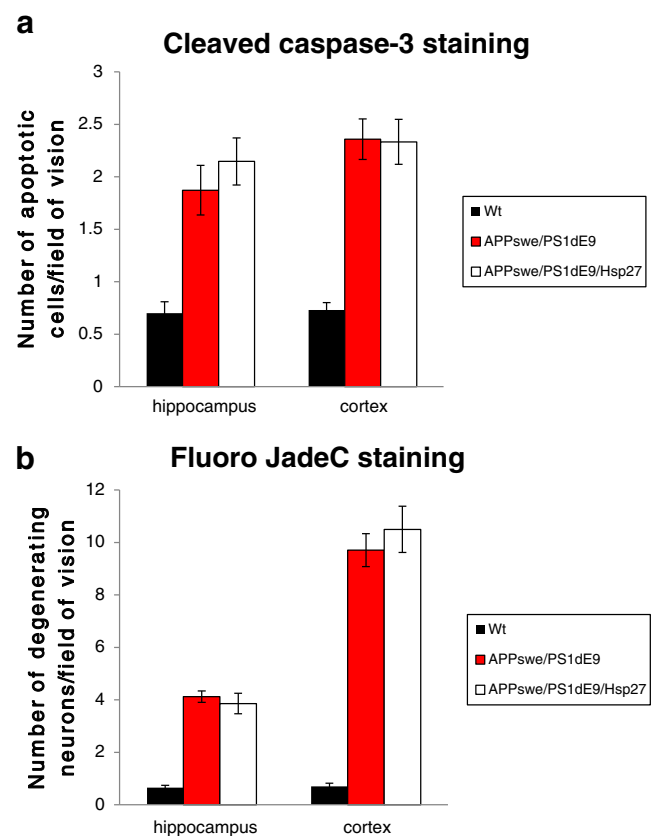 a
Cleaved caspase-3 staining
Number of apoptotic
cells/field of vision
3
2.5
2
1.5
1
0.5
0
hippocampus
cortex
Wt
APPswe/PS1dE9
APPswe/PS1dE9/Hsp27
b
Fluoro JadeC staining
Number of degenerating
neurons/field of vision
12
10
8
6
4
2
0
hippocampus
cortex
Wt
APPswe/PS1dE9
APPswe/PS1dE9/Hsp27